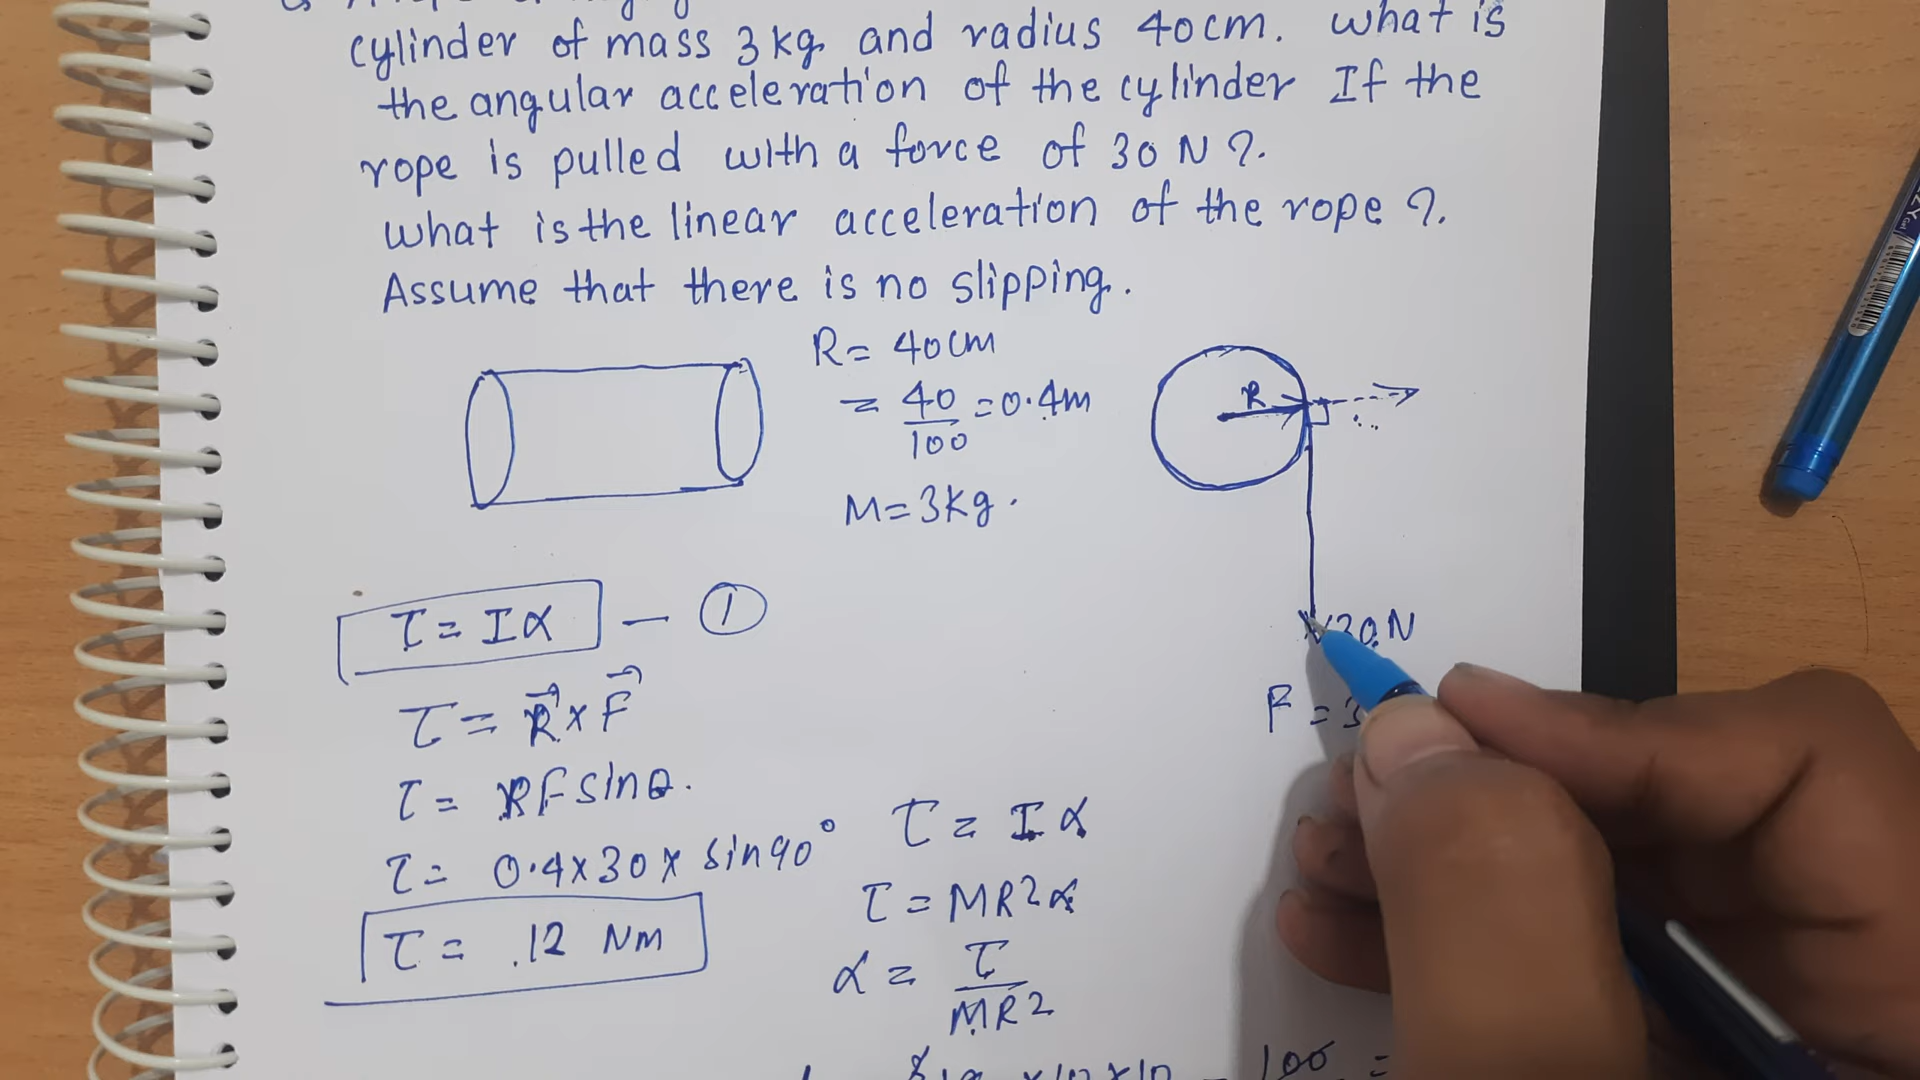 cylinder of mass 3kg and radius 40cm. what is
the angular acceleration of the cylinder If the
rope is pulled with a force of 30 N ?.
what is the linear acceleration of the rope ?.
Assume that there is no slipping.
R = 40cm
= 40/100 = 0.4m
M = 3kg.
R
30N
F = 3
τ = Iα — ①
τ = R⃗ × F⃗
τ = RF sinθ.
τ = 0.4 × 30 × sin90°
τ = .12 Nm
τ = Iα
τ = MR2α
α = τ/MR2
100 =